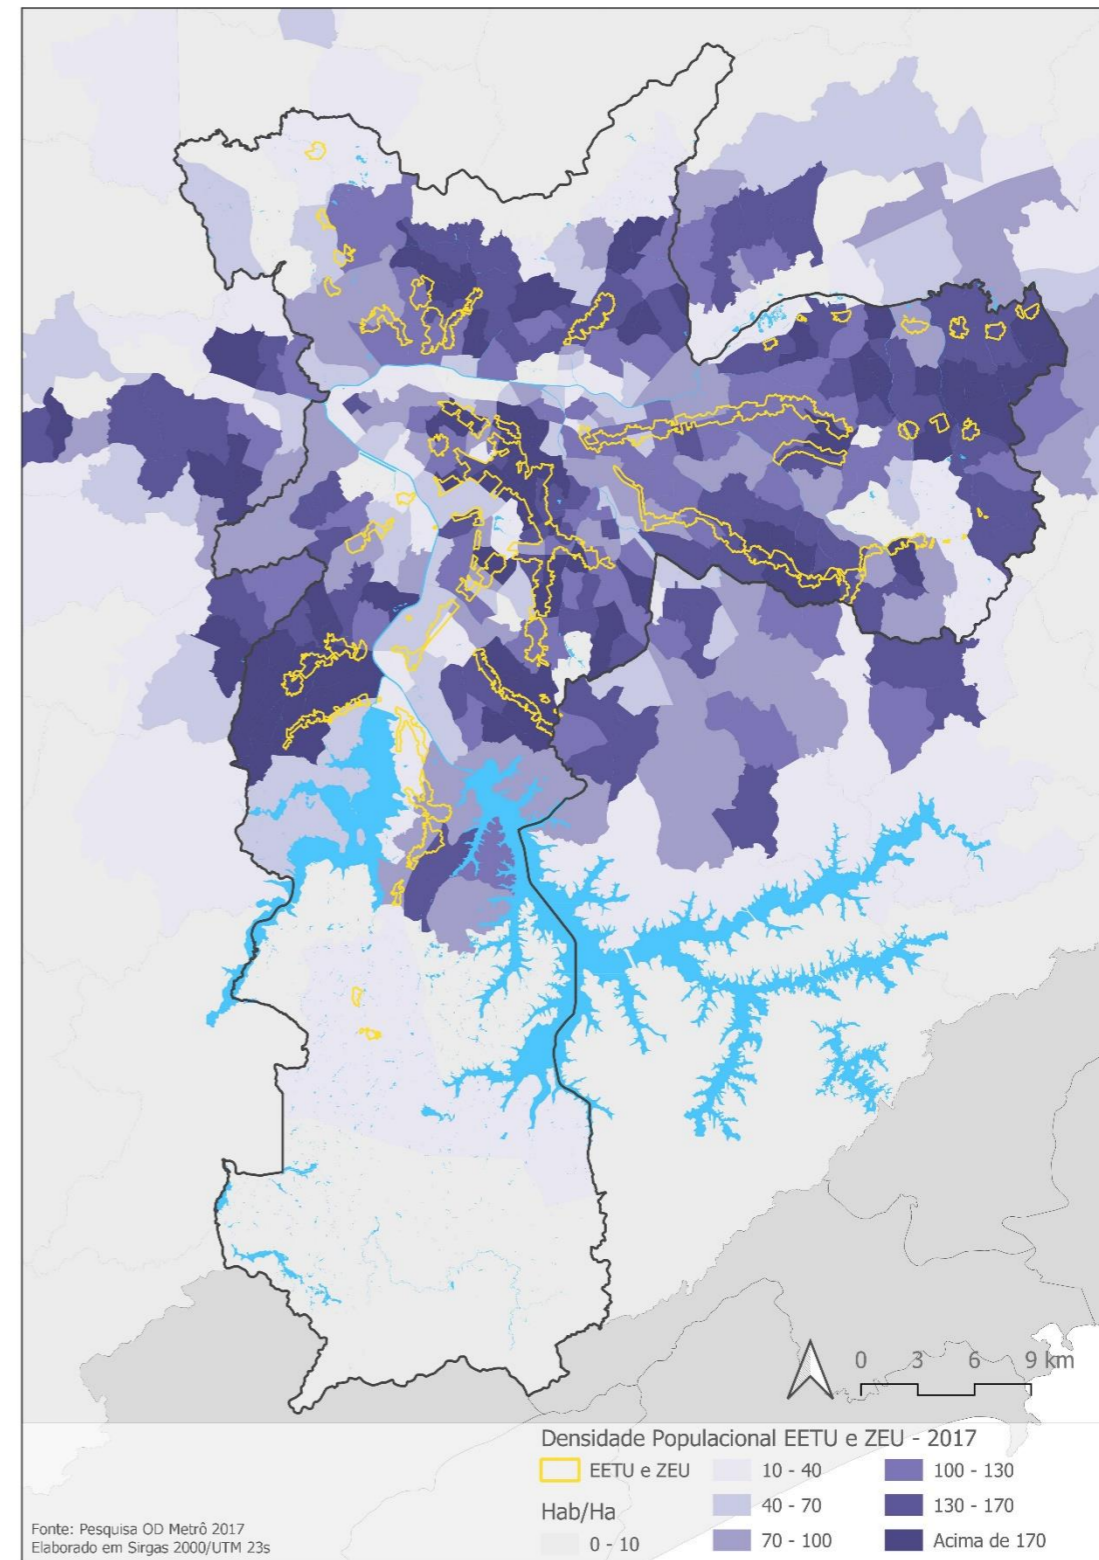 0 3 6 9 km
Densidade Populacional EETU e ZEU - 2017
EETU e ZEU
Hab/Ha
0 - 10
10 - 40
40 - 70
70 - 100
100 - 130
130 - 170
Acima de 170
Fonte: Pesquisa OD Metrô 2017
Elaborado em Sirgas 2000/UTM 23s